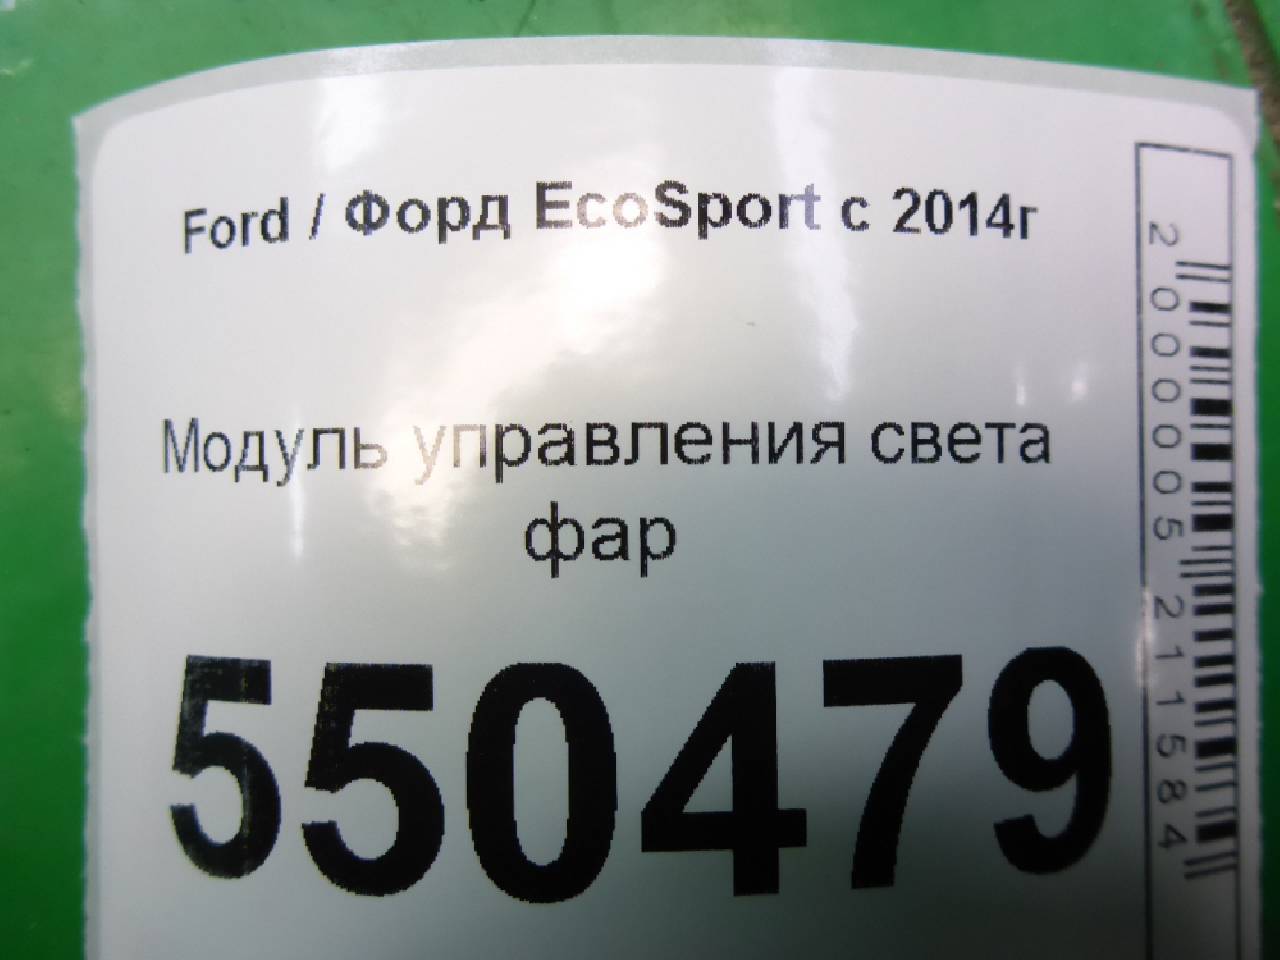 Ford / Форд EcoSport с 2014г
Модуль управления света
фар
550479
2000005211584